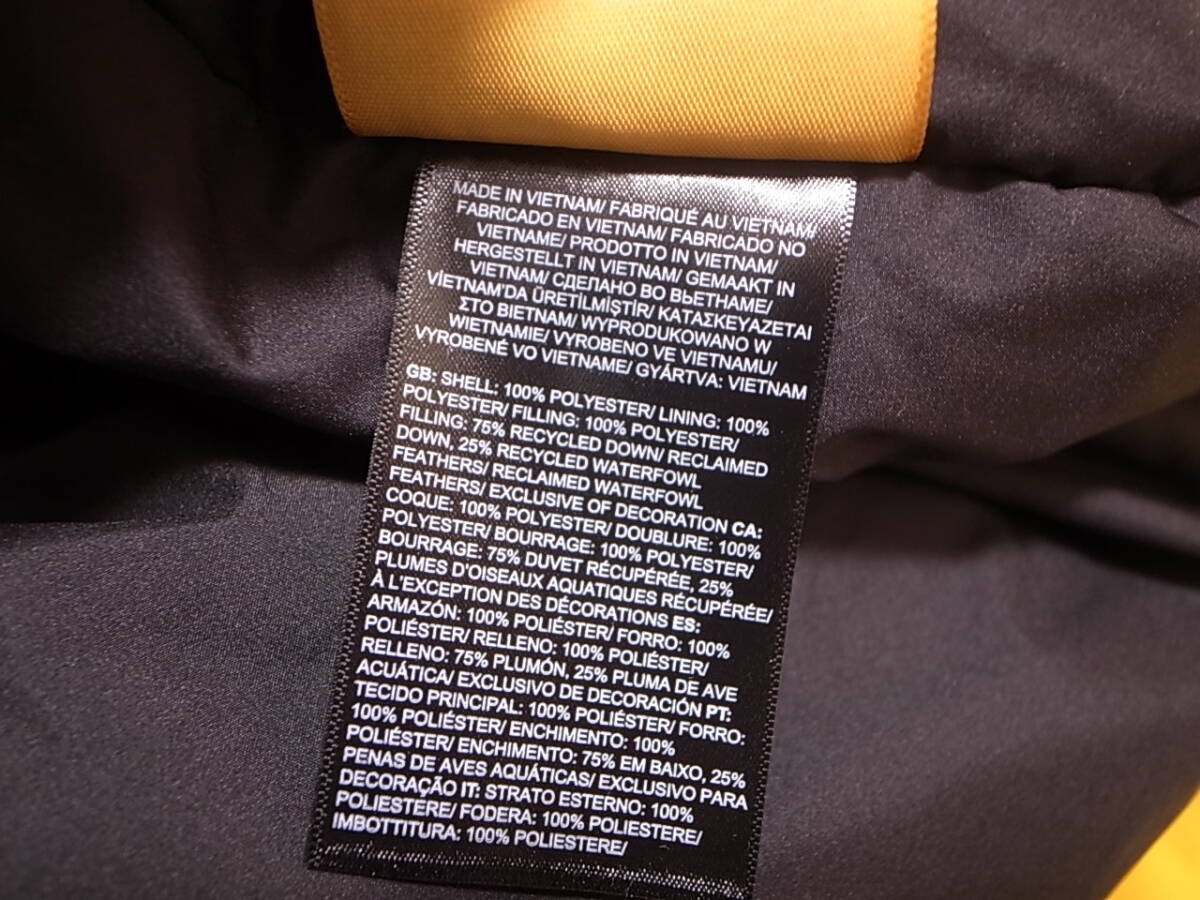 MADE IN VIETNAM/ FABRIQUÉ AU VIETNAM/
FABRICADO EN VIETNAM/ FABRICADO NO
VIETNAME/ PRODOTTO IN VIETNAM/
HERGESTELLT IN VIETNAM/ GEMAAKT IN
VIETNAM/ СДЕЛАНО ВО ВЬЕТНАМЕ/
VİETNAM'DA ÜRETİLMİŞTİR/ ΚΑΤΑΣΚΕΥΑΖΕΤΑΙ
ΣΤΟ ΒΙΕΤΝΑΜ/ WYPRODUKOWANO W
WIETNAMIE/ VYROBENO VE VIETNAMU/
VYROBENÉ VO VIETNAME/ GYÁRTVA: VIETNAM
GB: SHELL: 100% POLYESTER/ LINING: 100%
POLYESTER/ FILLING: 100% POLYESTER/
FILLING: 75% RECYCLED DOWN/ RECLAIMED
DOWN, 25% RECYCLED WATERFOWL
FEATHERS/ RECLAIMED WATERFOWL
FEATHERS/ EXCLUSIVE OF DECORATION CA:
COQUE: 100% POLYESTER/ DOUBLURE: 100%
POLYESTER/ BOURRAGE: 100% POLYESTER/
BOURRAGE: 75% DUVET RÉCUPÉRÉE, 25%
PLUMES D'OISEAUX AQUATIQUES RÉCUPÉRÉE/
À L'EXCEPTION DES DÉCORATIONS ES:
ARMAZÓN: 100% POLIÉSTER/ FORRO: 100%
POLIÉSTER/ RELLENO: 100% POLIÉSTER/
RELLENO: 75% PLUMÓN, 25% PLUMA DE AVE
ACUÁTICA/ EXCLUSIVO DE DECORACIÓN PT:
TECIDO PRINCIPAL: 100% POLIÉSTER/ FORRO:
100% POLIÉSTER/ ENCHIMENTO: 100%
POLIÉSTER/ ENCHIMENTO: 75% EM BAIXO, 25%
PENAS DE AVES AQUÁTICAS/ EXCLUSIVO PARA
DECORAÇÃO IT: STRATO ESTERNO: 100%
POLIESTERE/ FODERA: 100% POLIESTERE/
IMBOTTITURA: 100% POLIESTERE/